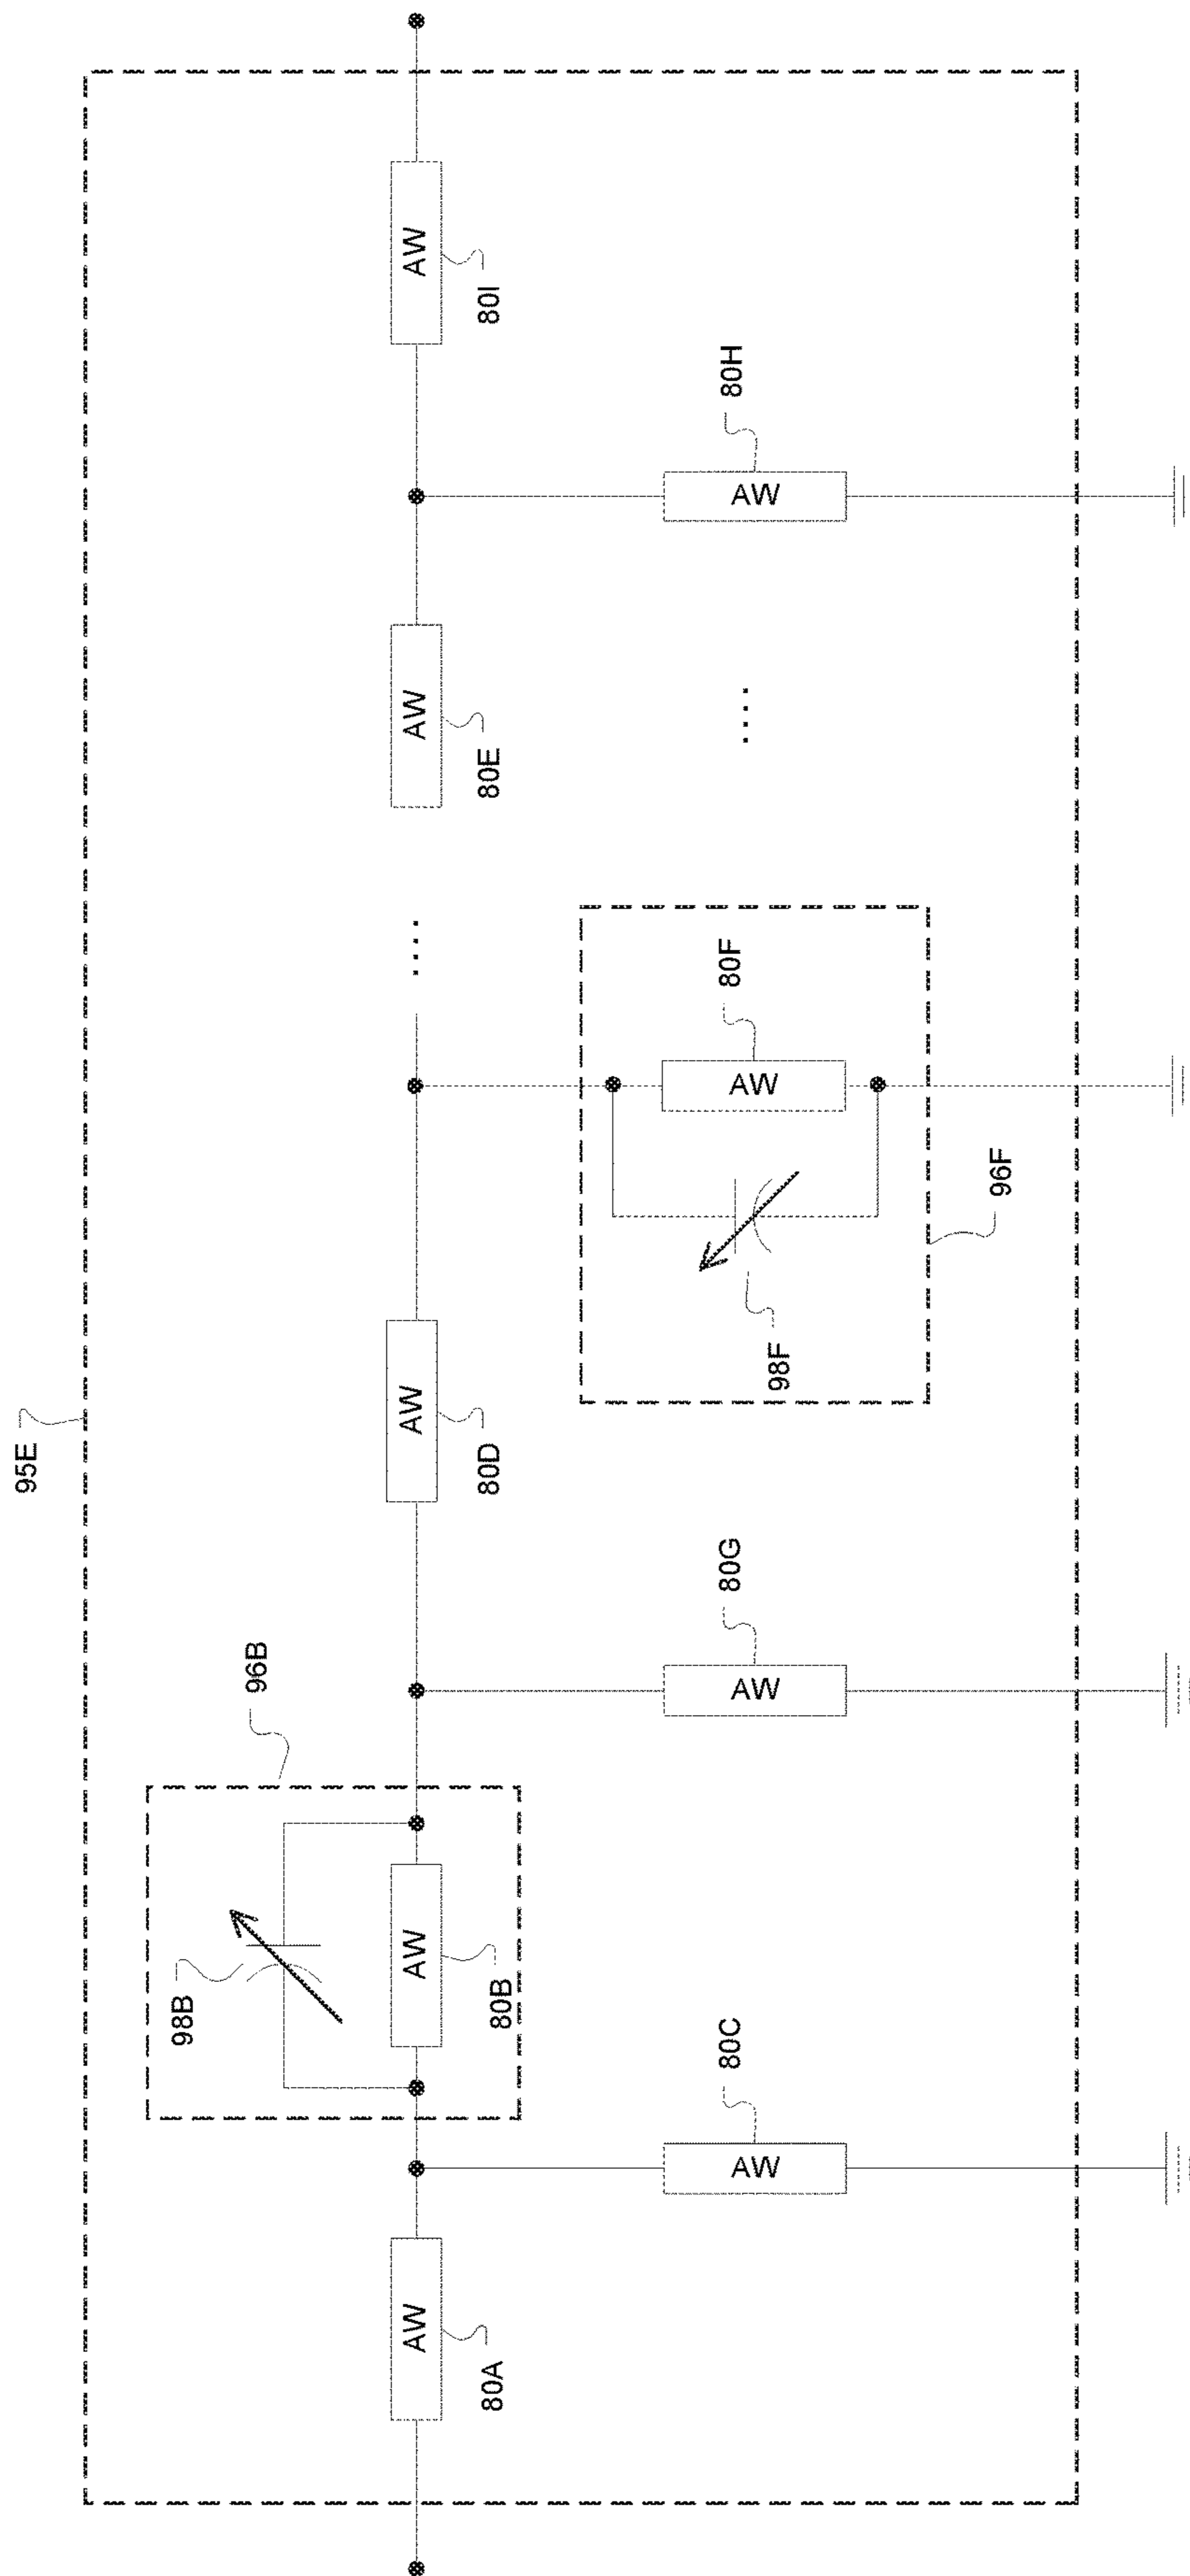 95E
96B
98B
AW
80A
AW
80B
AW
80D
....
AW
80E
AW
80I
AW
80C
AW
80G
98F
AW
80F
96F
....
AW
80H